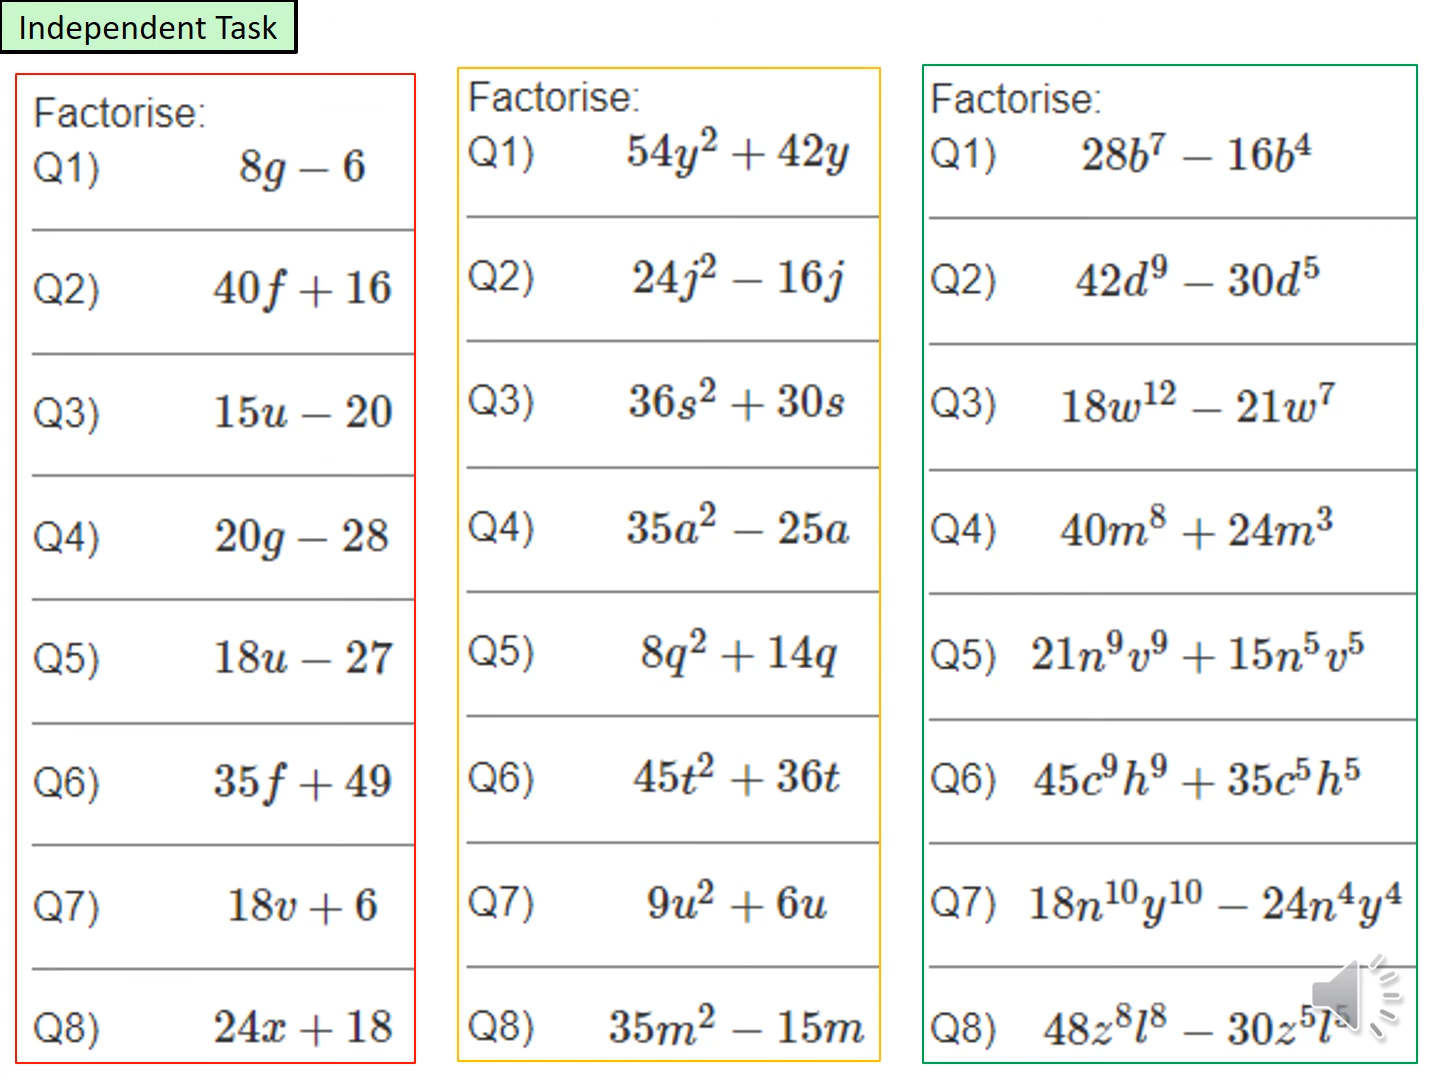 Independent Task
Factorise:
Q1) 8g − 6
Q2) 40f + 16
Q3) 15u − 20
Q4) 20g − 28
Q5) 18u − 27
Q6) 35f + 49
Q7) 18v + 6
Q8) 24x + 18
Factorise:
Q1) 54y² + 42y
Q2) 24j² − 16j
Q3) 36s² + 30s
Q4) 35a² − 25a
Q5) 8q² + 14q
Q6) 45t² + 36t
Q7) 9u² + 6u
Q8) 35m² − 15m
Factorise:
Q1) 28b⁷ − 16b⁴
Q2) 42d⁹ − 30d⁵
Q3) 18w¹² − 21w⁷
Q4) 40m⁸ + 24m³
Q5) 21n⁹v⁹ + 15n⁵v⁵
Q6) 45c⁹h⁹ + 35c⁵h⁵
Q7) 18n¹⁰y¹⁰ − 24n⁴y⁴
Q8) 48z⁸l⁸ − 30z⁵l⁵